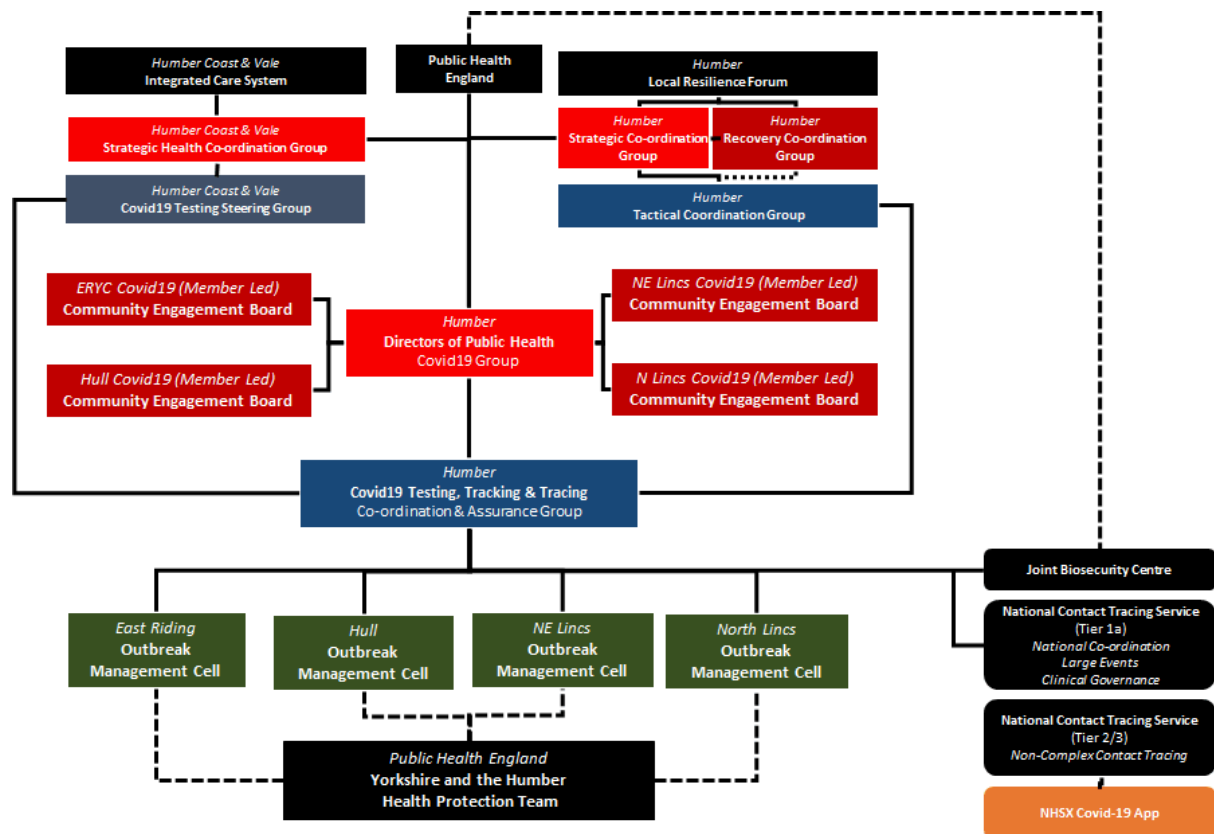 Humber Coast & Vale
Integrated Care System
Public Health
England
Humber
Local Resilience Forum
Humber Coast & Vale
Strategic Health Co-ordination Group
Humber
Strategic Co-ordination
Group
Humber
Recovery Co-ordination
Group
Humber Coast & Vale
Covid19 Testing Steering Group
Humber
Tactical Coordination Group
ERYC Covid19 (Member Led)
Community Engagement Board
NE Lincs Covid19 (Member Led)
Community Engagement Board
Humber
Directors of Public Health
Covid19 Group
Hull Covid19 (Member Led)
Community Engagement Board
N Lincs Covid19 (Member Led)
Community Engagement Board
Humber
Covid19 Testing, Tracking & Tracing
Co-ordination & Assurance Group
Joint Biosecurity Centre
East Riding
Outbreak
Management Cell
Hull
Outbreak
Management Cell
NE Lincs
Outbreak
Management Cell
North Lincs
Outbreak
Management Cell
National Contact Tracing Service
(Tier 1a)
National Co-ordination
Large Events
Clinical Governance
National Contact Tracing Service
(Tier 2/3)
Non-Complex Contact Tracing
Public Health England
Yorkshire and the Humber
Health Protection Team
NHSX Covid-19 App